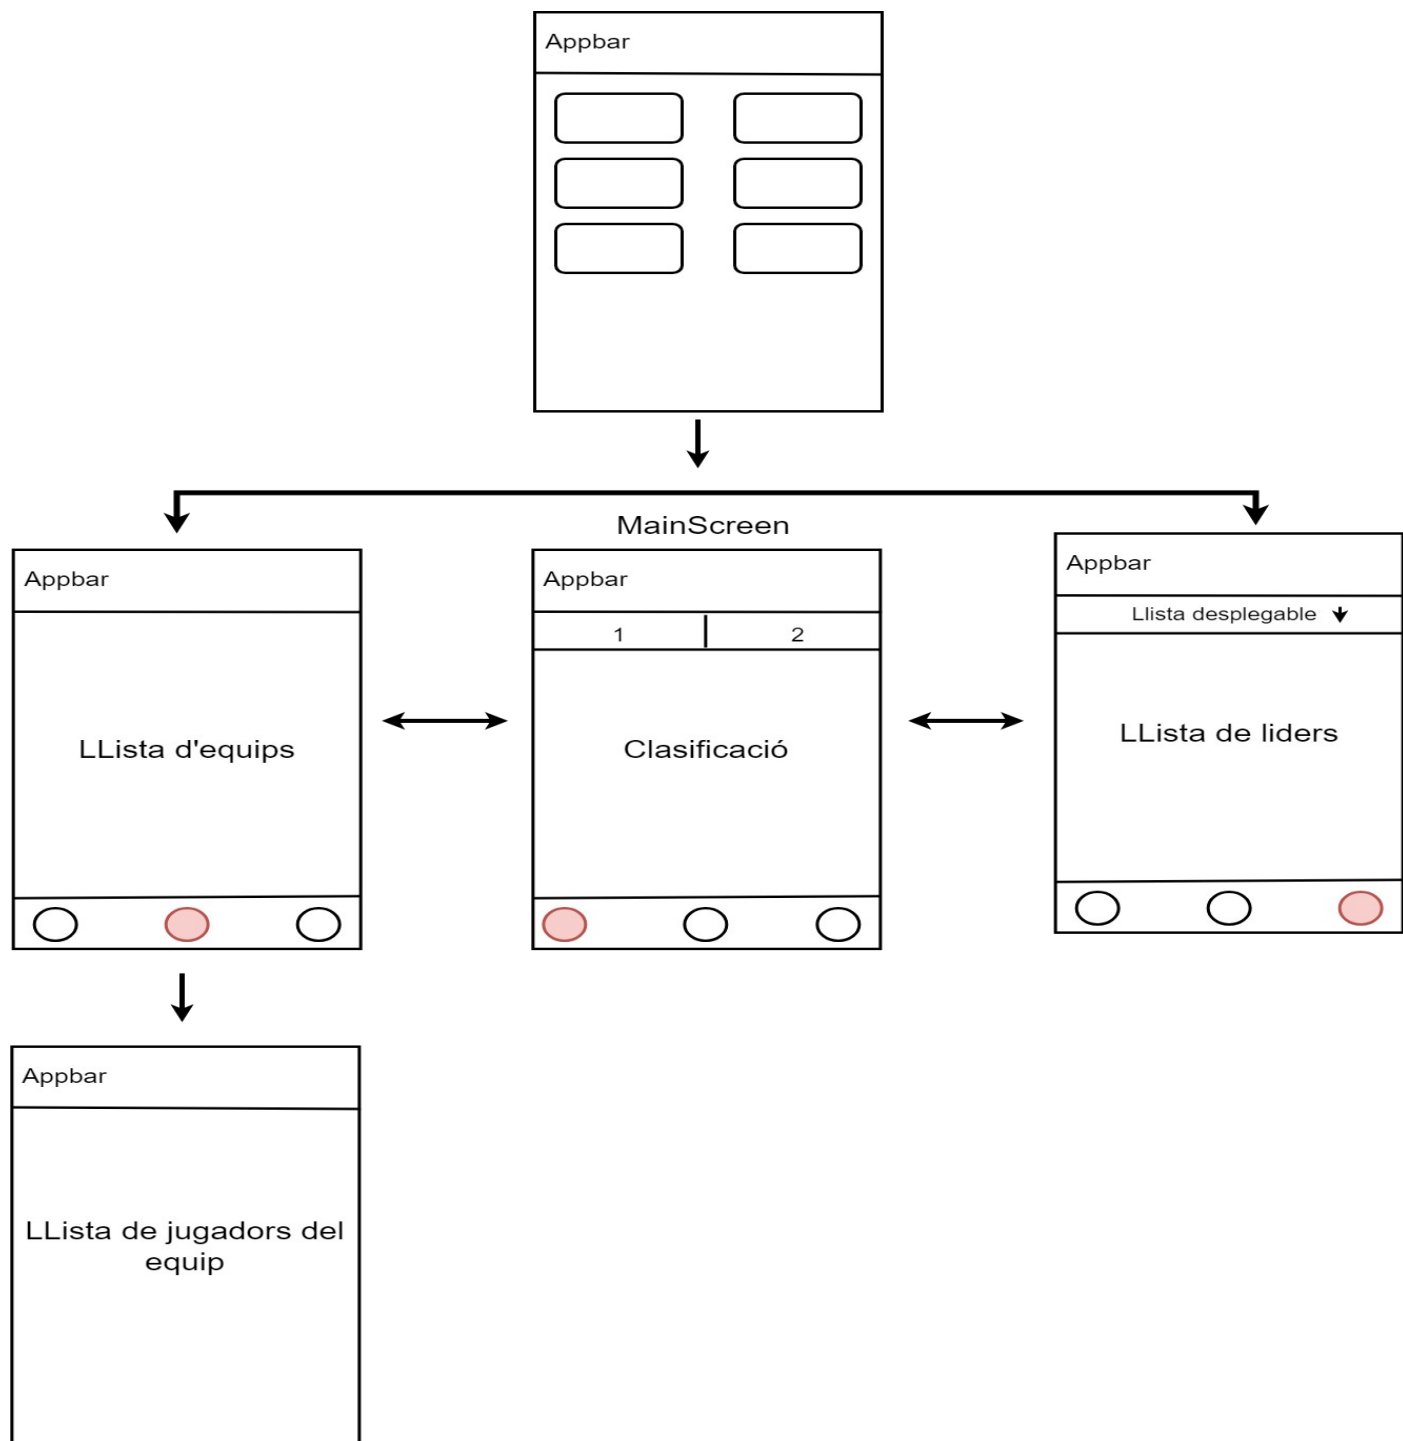 Appbar
MainScreen
Appbar
LLista d'equips
Appbar
1
2
Clasificació
Appbar
Llista desplegable
LLista de liders
Appbar
LLista de jugadors del
equip